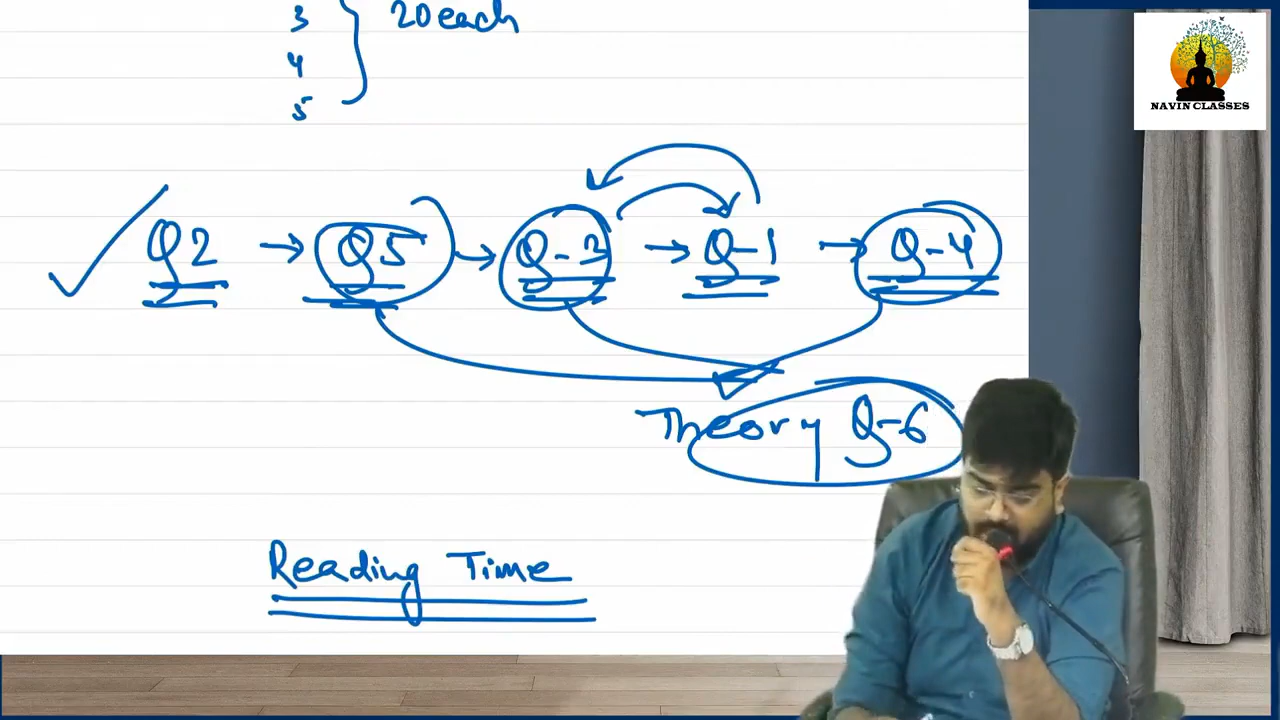 3 20 each
4
5
Q2 → Q5 → Q-3 → Q-1 → Q-4
Theory Q-6
Reading Time
NAVIN CLASSES